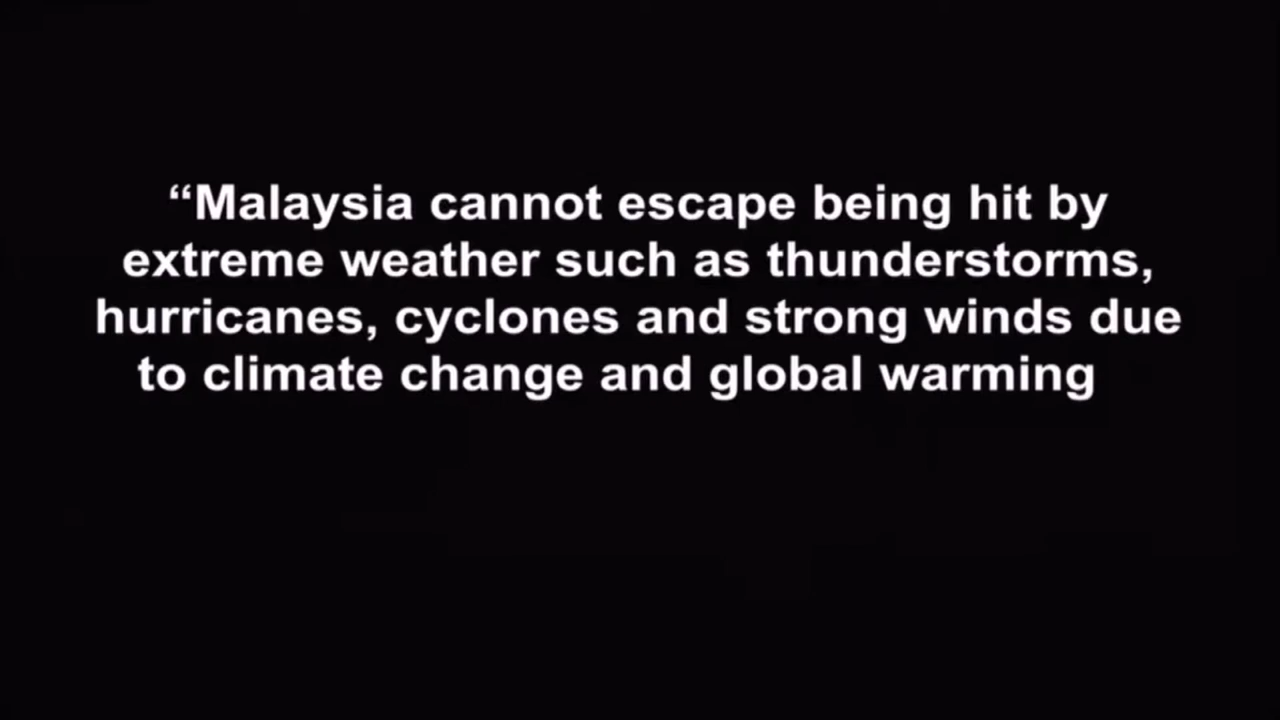 “Malaysia cannot escape being hit by
extreme weather such as thunderstorms,
hurricanes, cyclones and strong winds due
to climate change and global warming